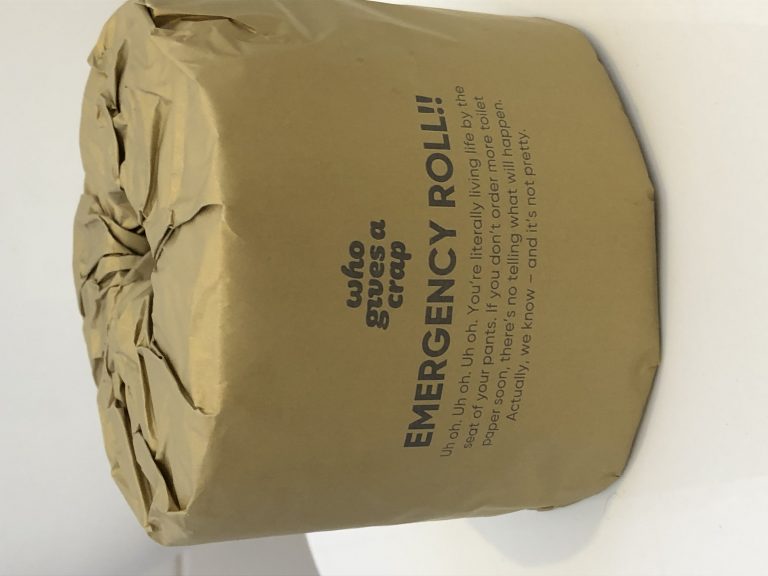 who
gives a
crap
EMERGENCY ROLL!!
Uh oh. Uh oh. Uh oh. You're literally living life by the
seat of your pants. If you don't order more toilet
paper soon, there's no telling what will happen.
Actually, we know – and it's not pretty.